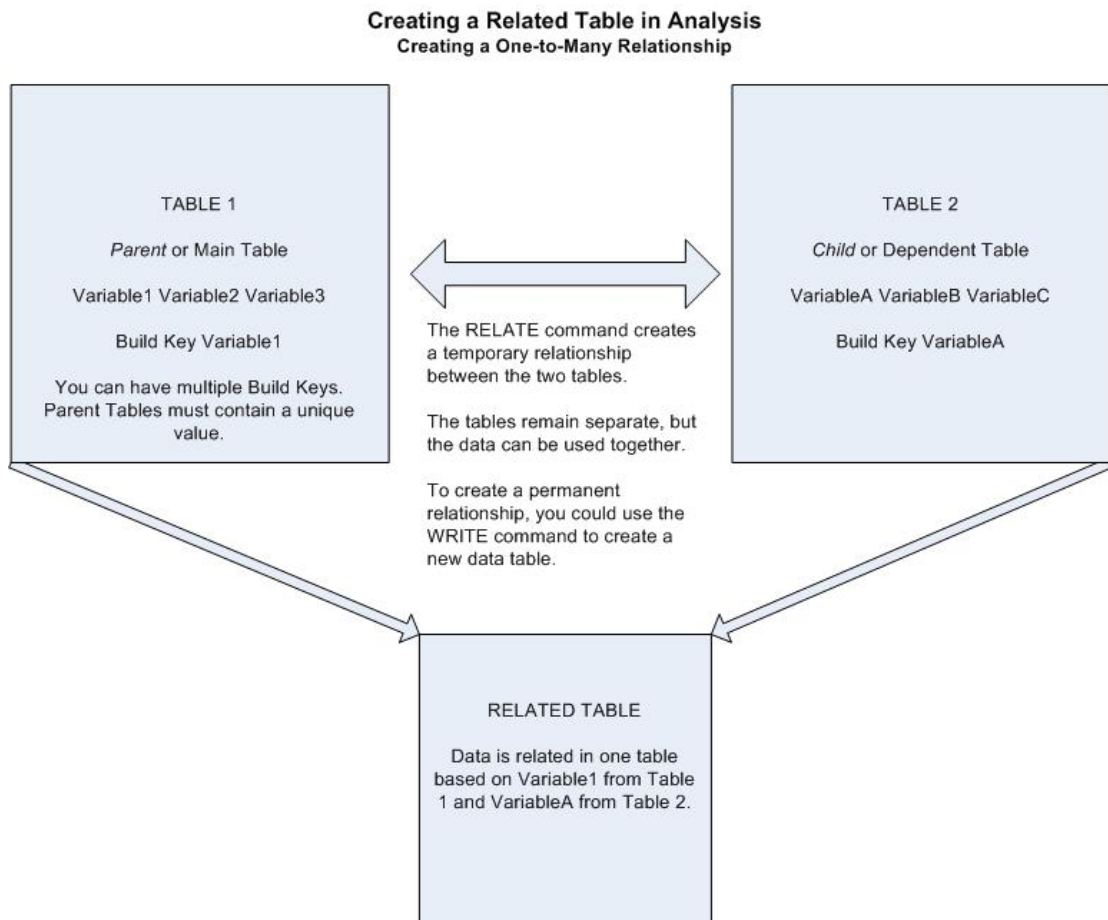 Creating a Related Table in Analysis
Creating a One-to-Many Relationship
TABLE 1
Parent or Main Table
Variable1 Variable2 Variable3
Build Key Variable1
You can have multiple Build Keys.
Parent Tables must contain a unique
value.
The RELATE command creates
a temporary relationship
between the two tables.
The tables remain separate, but
the data can be used together.
To create a permanent
relationship, you could use the
WRITE command to create a
new data table.
TABLE 2
Child or Dependent Table
VariableA VariableB VariableC
Build Key VariableA
RELATED TABLE
Data is related in one table
based on Variable1 from Table
1 and VariableA from Table 2.